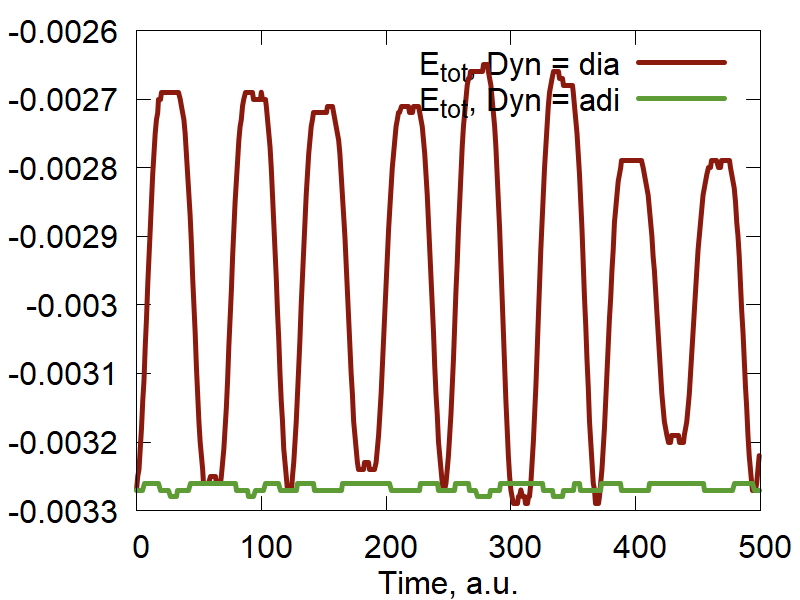 -0.0026
-0.0027
-0.0028
-0.0029
-0.003
-0.0031
-0.0032
-0.0033
0 100 200 300 400 500
Time, a.u.
E_tot, Dyn = dia
E_tot, Dyn = adi